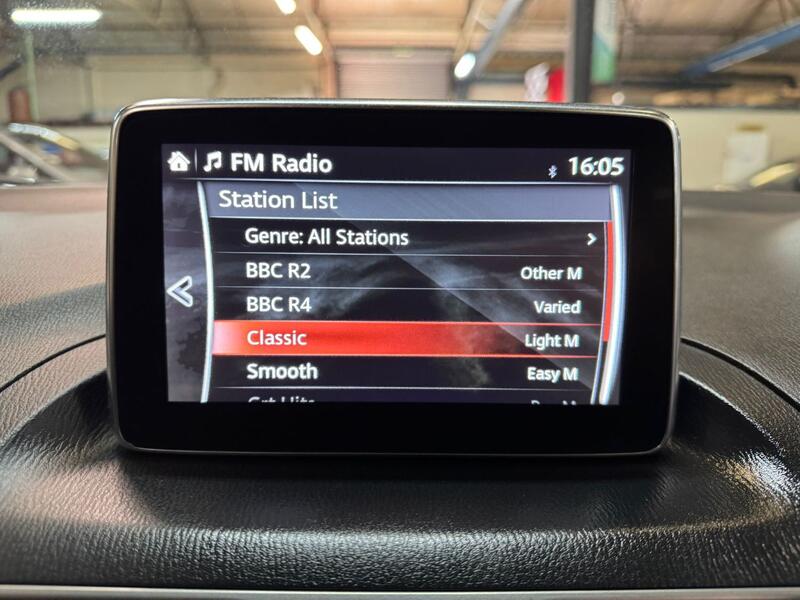 FM Radio 16:05
Station List
Genre: All Stations
BBC R2 Other M
BBC R4 Varied
Classic Light M
Smooth Easy M